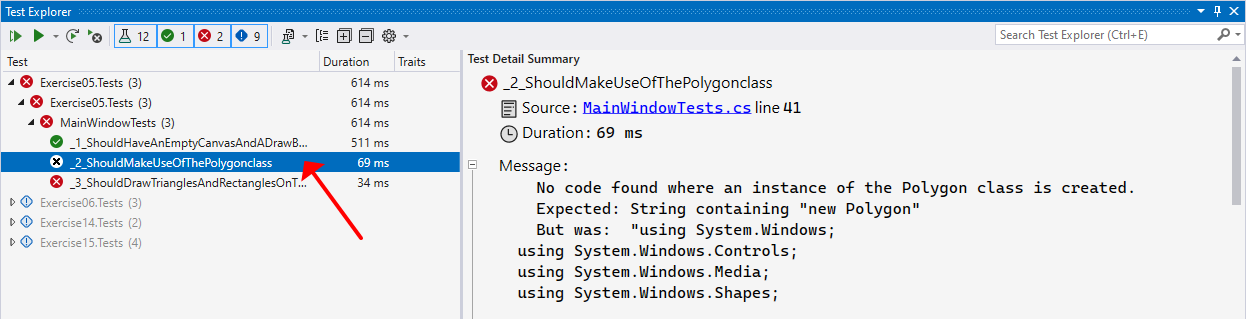 Test Explorer
12 1 2 9 Search Test Explorer (Ctrl+E)
Test Duration Traits
Exercise05.Tests (3) 614 ms
Exercise05.Tests (3) 614 ms
MainWindowTests (3) 614 ms
_1_ShouldHaveAnEmptyCanvasAndADrawB... 511 ms
_2_ShouldMakeUseOfThePolygonclass 69 ms
_3_ShouldDrawTrianglesAndRectanglesOnT... 34 ms
Exercise06.Tests (3)
Exercise14.Tests (2)
Exercise15.Tests (4)
Test Detail Summary
_2_ShouldMakeUseOfThePolygonclass
Source: MainWindowTests.cs line 41
Duration: 69 ms
Message:
No code found where an instance of the Polygon class is created.
Expected: String containing "new Polygon"
But was: "using System.Windows;
using System.Windows.Controls;
using System.Windows.Media;
using System.Windows.Shapes;